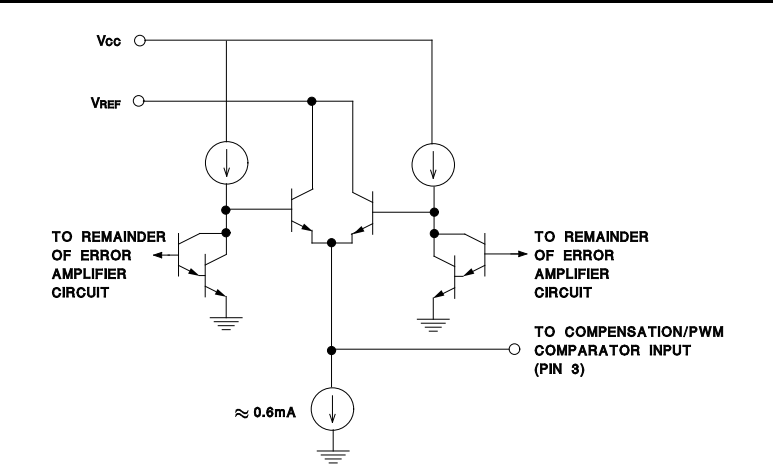 Vcc
VREF
TO REMAINDER
OF ERROR
AMPLIFIER
CIRCUIT
TO REMAINDER
OF ERROR
AMPLIFIER
CIRCUIT
TO COMPENSATION/PWM
COMPARATOR INPUT
(PIN 3)
≈ 0.6mA